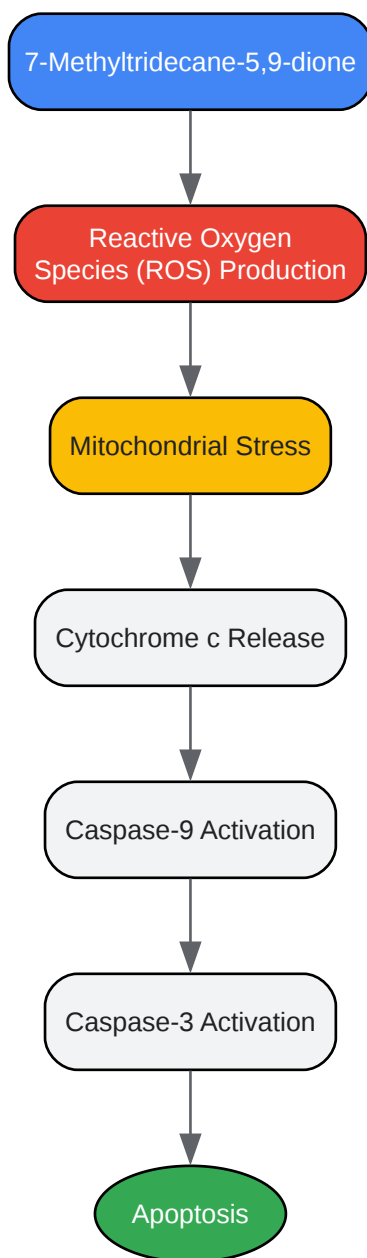 7-Methyltridecane-5,9-dione
Reactive Oxygen
Species (ROS) Production
Mitochondrial Stress
Cytochrome c Release
Caspase-9 Activation
Caspase-3 Activation
Apoptosis